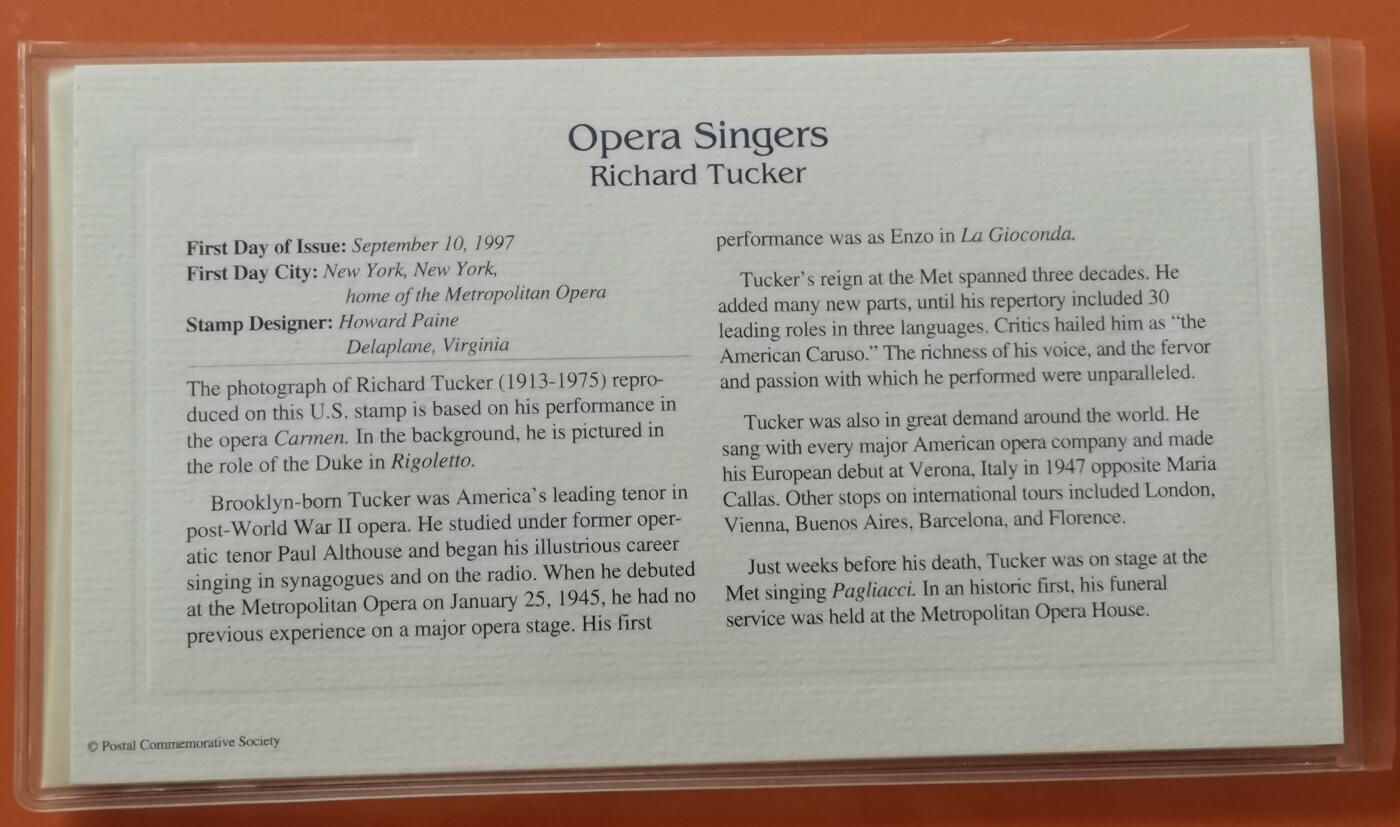 Opera Singers
Richard Tucker
First Day of Issue: September 10, 1997
First Day City: New York, New York,
home of the Metropolitan Opera
Stamp Designer: Howard Paine
Delaplane, Virginia
The photograph of Richard Tucker (1913-1975) repro-
duced on this U.S. stamp is based on his performance in
the opera Carmen. In the background, he is pictured in
the role of the Duke in Rigoletto.
Brooklyn-born Tucker was America's leading tenor in
post-World War II opera. He studied under former oper-
atic tenor Paul Althouse and began his illustrious career
singing in synagogues and on the radio. When he debuted
at the Metropolitan Opera on January 25, 1945, he had no
previous experience on a major opera stage. His first
performance was as Enzo in La Gioconda.
Tucker's reign at the Met spanned three decades. He
added many new parts, until his repertory included 30
leading roles in three languages. Critics hailed him as "the
American Caruso." The richness of his voice, and the fervor
and passion with which he performed were unparalleled.
Tucker was also in great demand around the world. He
sang with every major American opera company and made
his European debut at Verona, Italy in 1947 opposite Maria
Callas. Other stops on international tours included London,
Vienna, Buenos Aires, Barcelona, and Florence.
Just weeks before his death, Tucker was on stage at the
Met singing Pagliacci. In an historic first, his funeral
service was held at the Metropolitan Opera House.
© Postal Commemorative Society